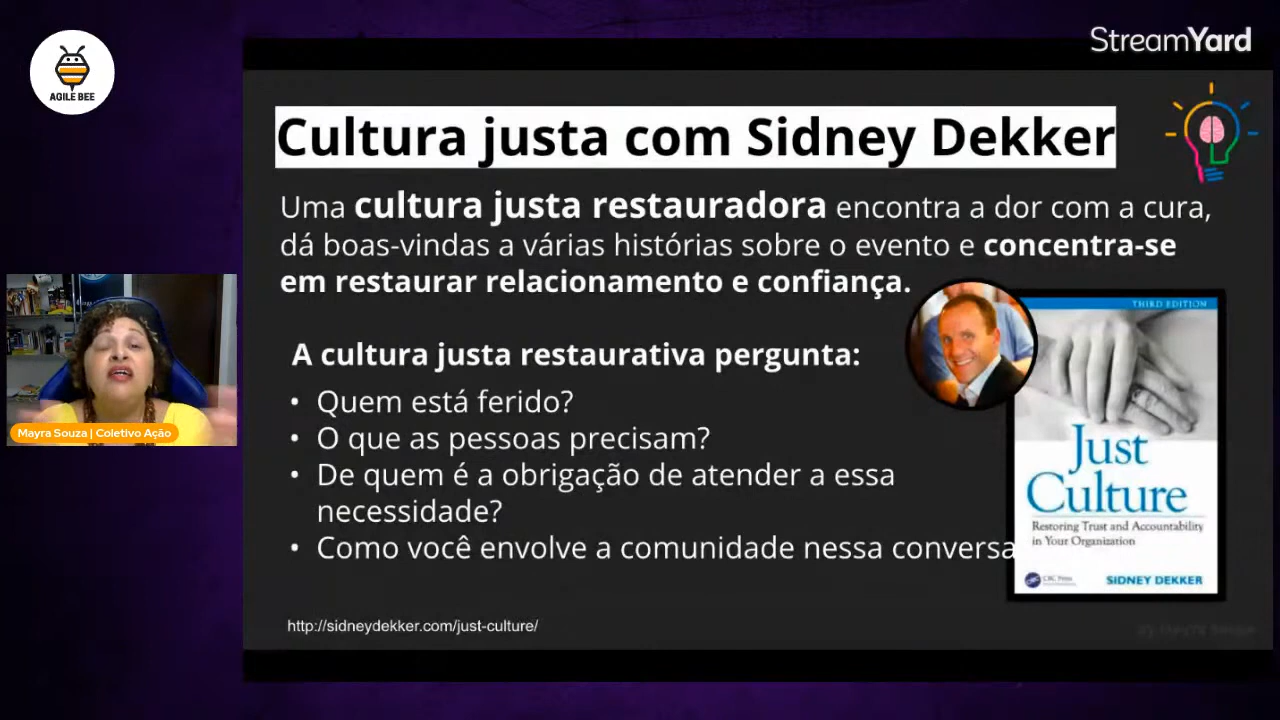 StreamYard
AGILE BEE
Cultura justa com Sidney Dekker
Uma cultura justa restauradora encontra a dor com a cura,
dá boas-vindas a várias histórias sobre o evento e concentra-se
em restaurar relacionamento e confiança.
A cultura justa restaurativa pergunta:
• Quem está ferido?
• O que as pessoas precisam?
• De quem é a obrigação de atender a essa
necessidade?
• Como você envolve a comunidade nessa conversa
http://sidneydekker.com/just-culture/
THIRD EDITION
Just
Culture
Restoring Trust and Accountability
in Your Organization
CRC Press
SIDNEY DEKKER
Mayra Souza | Coletivo Ação